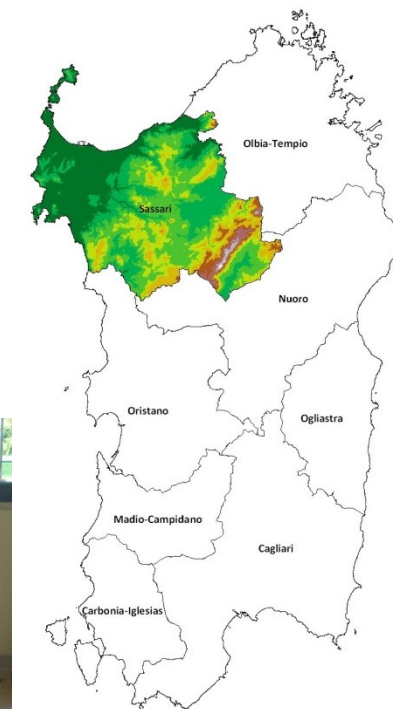 Olbia-Tempio
Sassari
Nuoro
Oristano
Ogliastra
Madio-Campidano
Cagliari
Carbonia-Iglesias